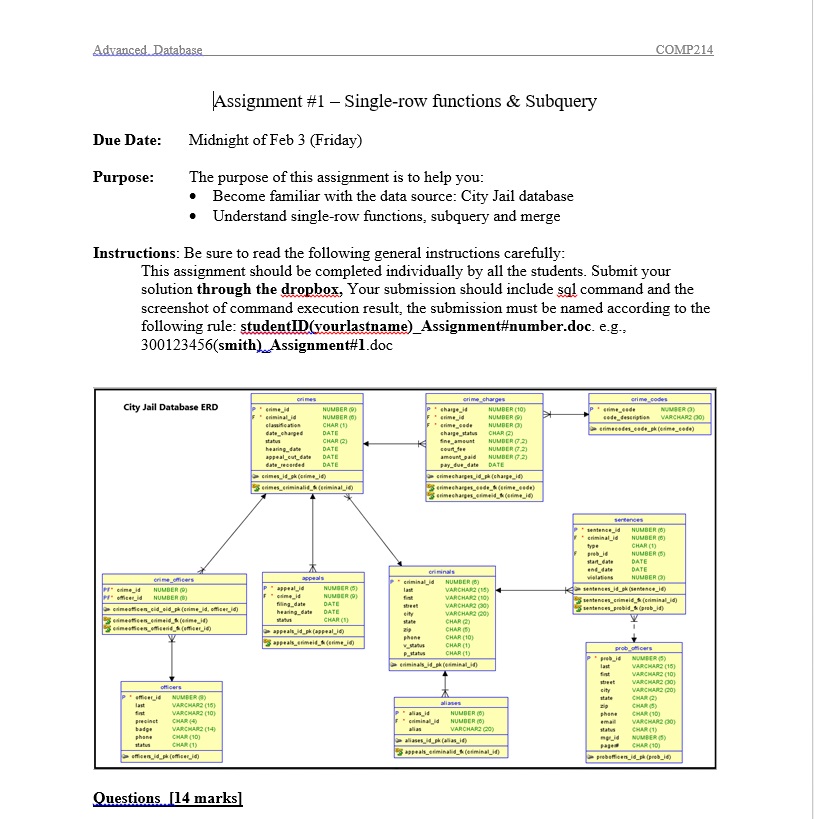 Advanced Database COMP214
Assignment #1 – Single-row functions & Subquery
Due Date: Midnight of Feb 3 (Friday)
Purpose: The purpose of this assignment is to help you:
• Become familiar with the data source: City Jail database
• Understand single-row functions, subquery and merge
Instructions: Be sure to read the following general instructions carefully:
This assignment should be completed individually by all the students. Submit your
solution through the dropbox, Your submission should include sql command and the
screenshot of command execution result, the submission must be named according to the
following rule: studentID(yourlastname)_Assignment#number.doc. e.g.,
300123456(smith)_Assignment#1.doc
City Jail Database ERD
crimes
P * crime_id NUMBER (9)
F * criminal_id NUMBER (6)
classification CHAR (1)
date_charged DATE
status CHAR (2)
hearing_date DATE
appeal_cut_date DATE
date_recorded DATE
crimes_id_pk (crime_id)
crimes_criminalid_fk (criminal_id)
crime_charges
P * charge_id NUMBER (10)
F * crime_id NUMBER (9)
F * crime_code NUMBER (3)
charge_status CHAR (2)
fine_amount NUMBER (7,2)
court_fee NUMBER (7,2)
amount_paid NUMBER (7,2)
pay_due_date DATE
crimecharges_id_pk (charge_id)
crimecharges_code_fk (crime_code)
crimecharges_crimeid_fk (crime_id)
crime_codes
P * crime_code NUMBER (3)
code_description VARCHAR2 (30)
crimecodes_code_pk (crime_code)
sentences
P * sentence_id NUMBER (6)
F * criminal_id NUMBER (6)
type CHAR (1)
F prob_id NUMBER (5)
start_date DATE
end_date DATE
violations NUMBER (3)
sentences_id_pk (sentence_id)
sentences_crimeid_fk (criminal_id)
sentences_probid_fk (prob_id)
crime_officers
PF* crime_id NUMBER (9)
PF* officer_id NUMBER (8)
crimeofficers_cid_oid_pk (crime_id, officer_id)
crimeofficers_crimeid_fk (crime_id)
crimeofficers_officerid_fk (officer_id)
appeals
P * appeal_id NUMBER (5)
F * crime_id NUMBER (9)
filing_date DATE
hearing_date DATE
status CHAR (1)
appeals_id_pk (appeal_id)
appeals_crimeid_fk (crime_id)
criminals
P * criminal_id NUMBER (6)
last VARCHAR2 (15)
first VARCHAR2 (10)
street VARCHAR2 (30)
city VARCHAR2 (20)
state CHAR (2)
zip CHAR (5)
phone CHAR (10)
v_status CHAR (1)
p_status CHAR (1)
criminals_id_pk (criminal_id)
prob_officers
P * prob_id NUMBER (5)
last VARCHAR2 (15)
first VARCHAR2 (10)
street VARCHAR2 (30)
city VARCHAR2 (20)
state CHAR (2)
zip CHAR (5)
phone CHAR (10)
email VARCHAR2 (30)
status CHAR (1)
mgr_id NUMBER (5)
pager# CHAR (10)
probofficers_id_pk (prob_id)
officers
P * officer_id NUMBER (8)
last VARCHAR2 (15)
first VARCHAR2 (10)
precinct CHAR (4)
badge VARCHAR2 (14)
phone CHAR (10)
status CHAR (1)
officers_id_pk (officer_id)
aliases
P * alias_id NUMBER (6)
F * criminal_id NUMBER (6)
alias VARCHAR2 (20)
aliases_id_pk (alias_id)
appeals_criminalid_fk (criminal_id)
Questions [14 marks]